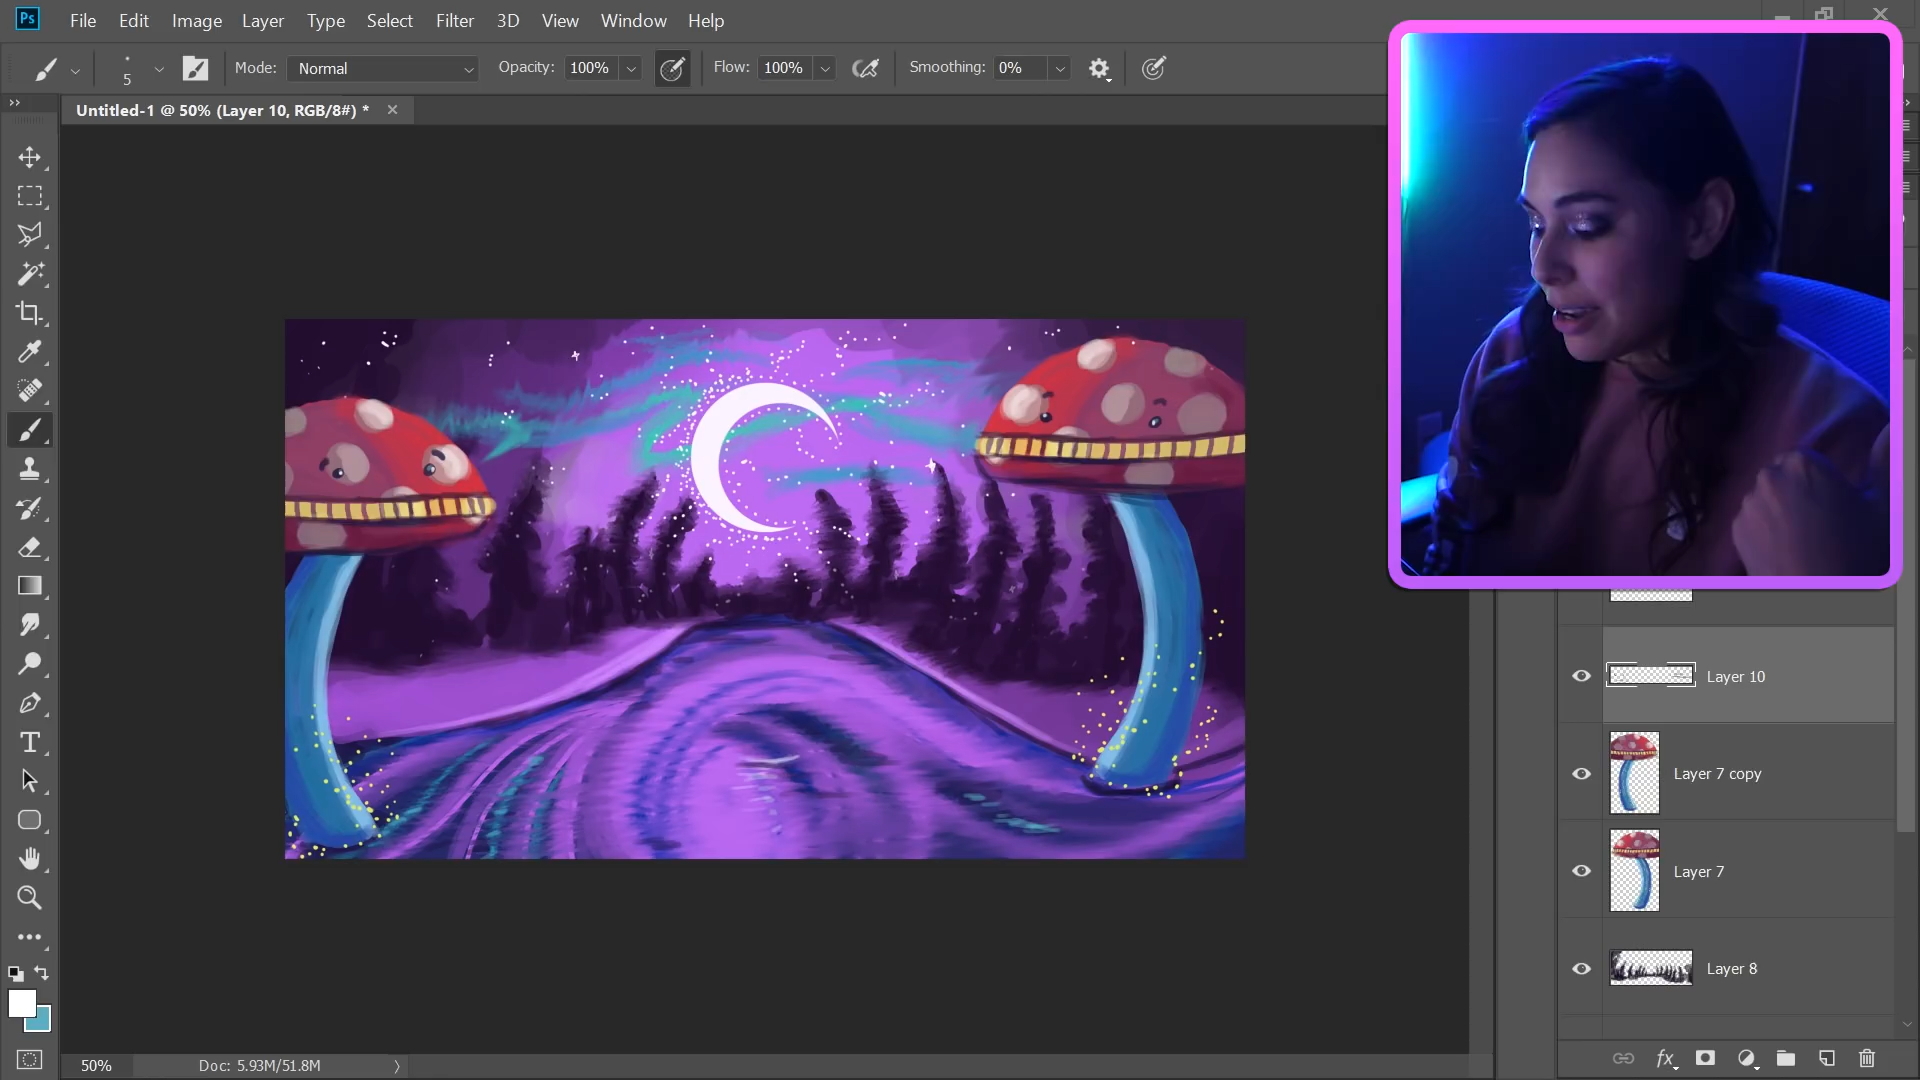 Ps File Edit Image Layer Type Select Filter 3D View Window Help
5 Mode: Normal Opacity: 100% Flow: 100% Smoothing: 0%
Untitled-1 @ 50% (Layer 10, RGB/8#) *
Layer 10
Layer 7 copy
Layer 7
Layer 8
50% Doc: 5.93M/51.8M
fx